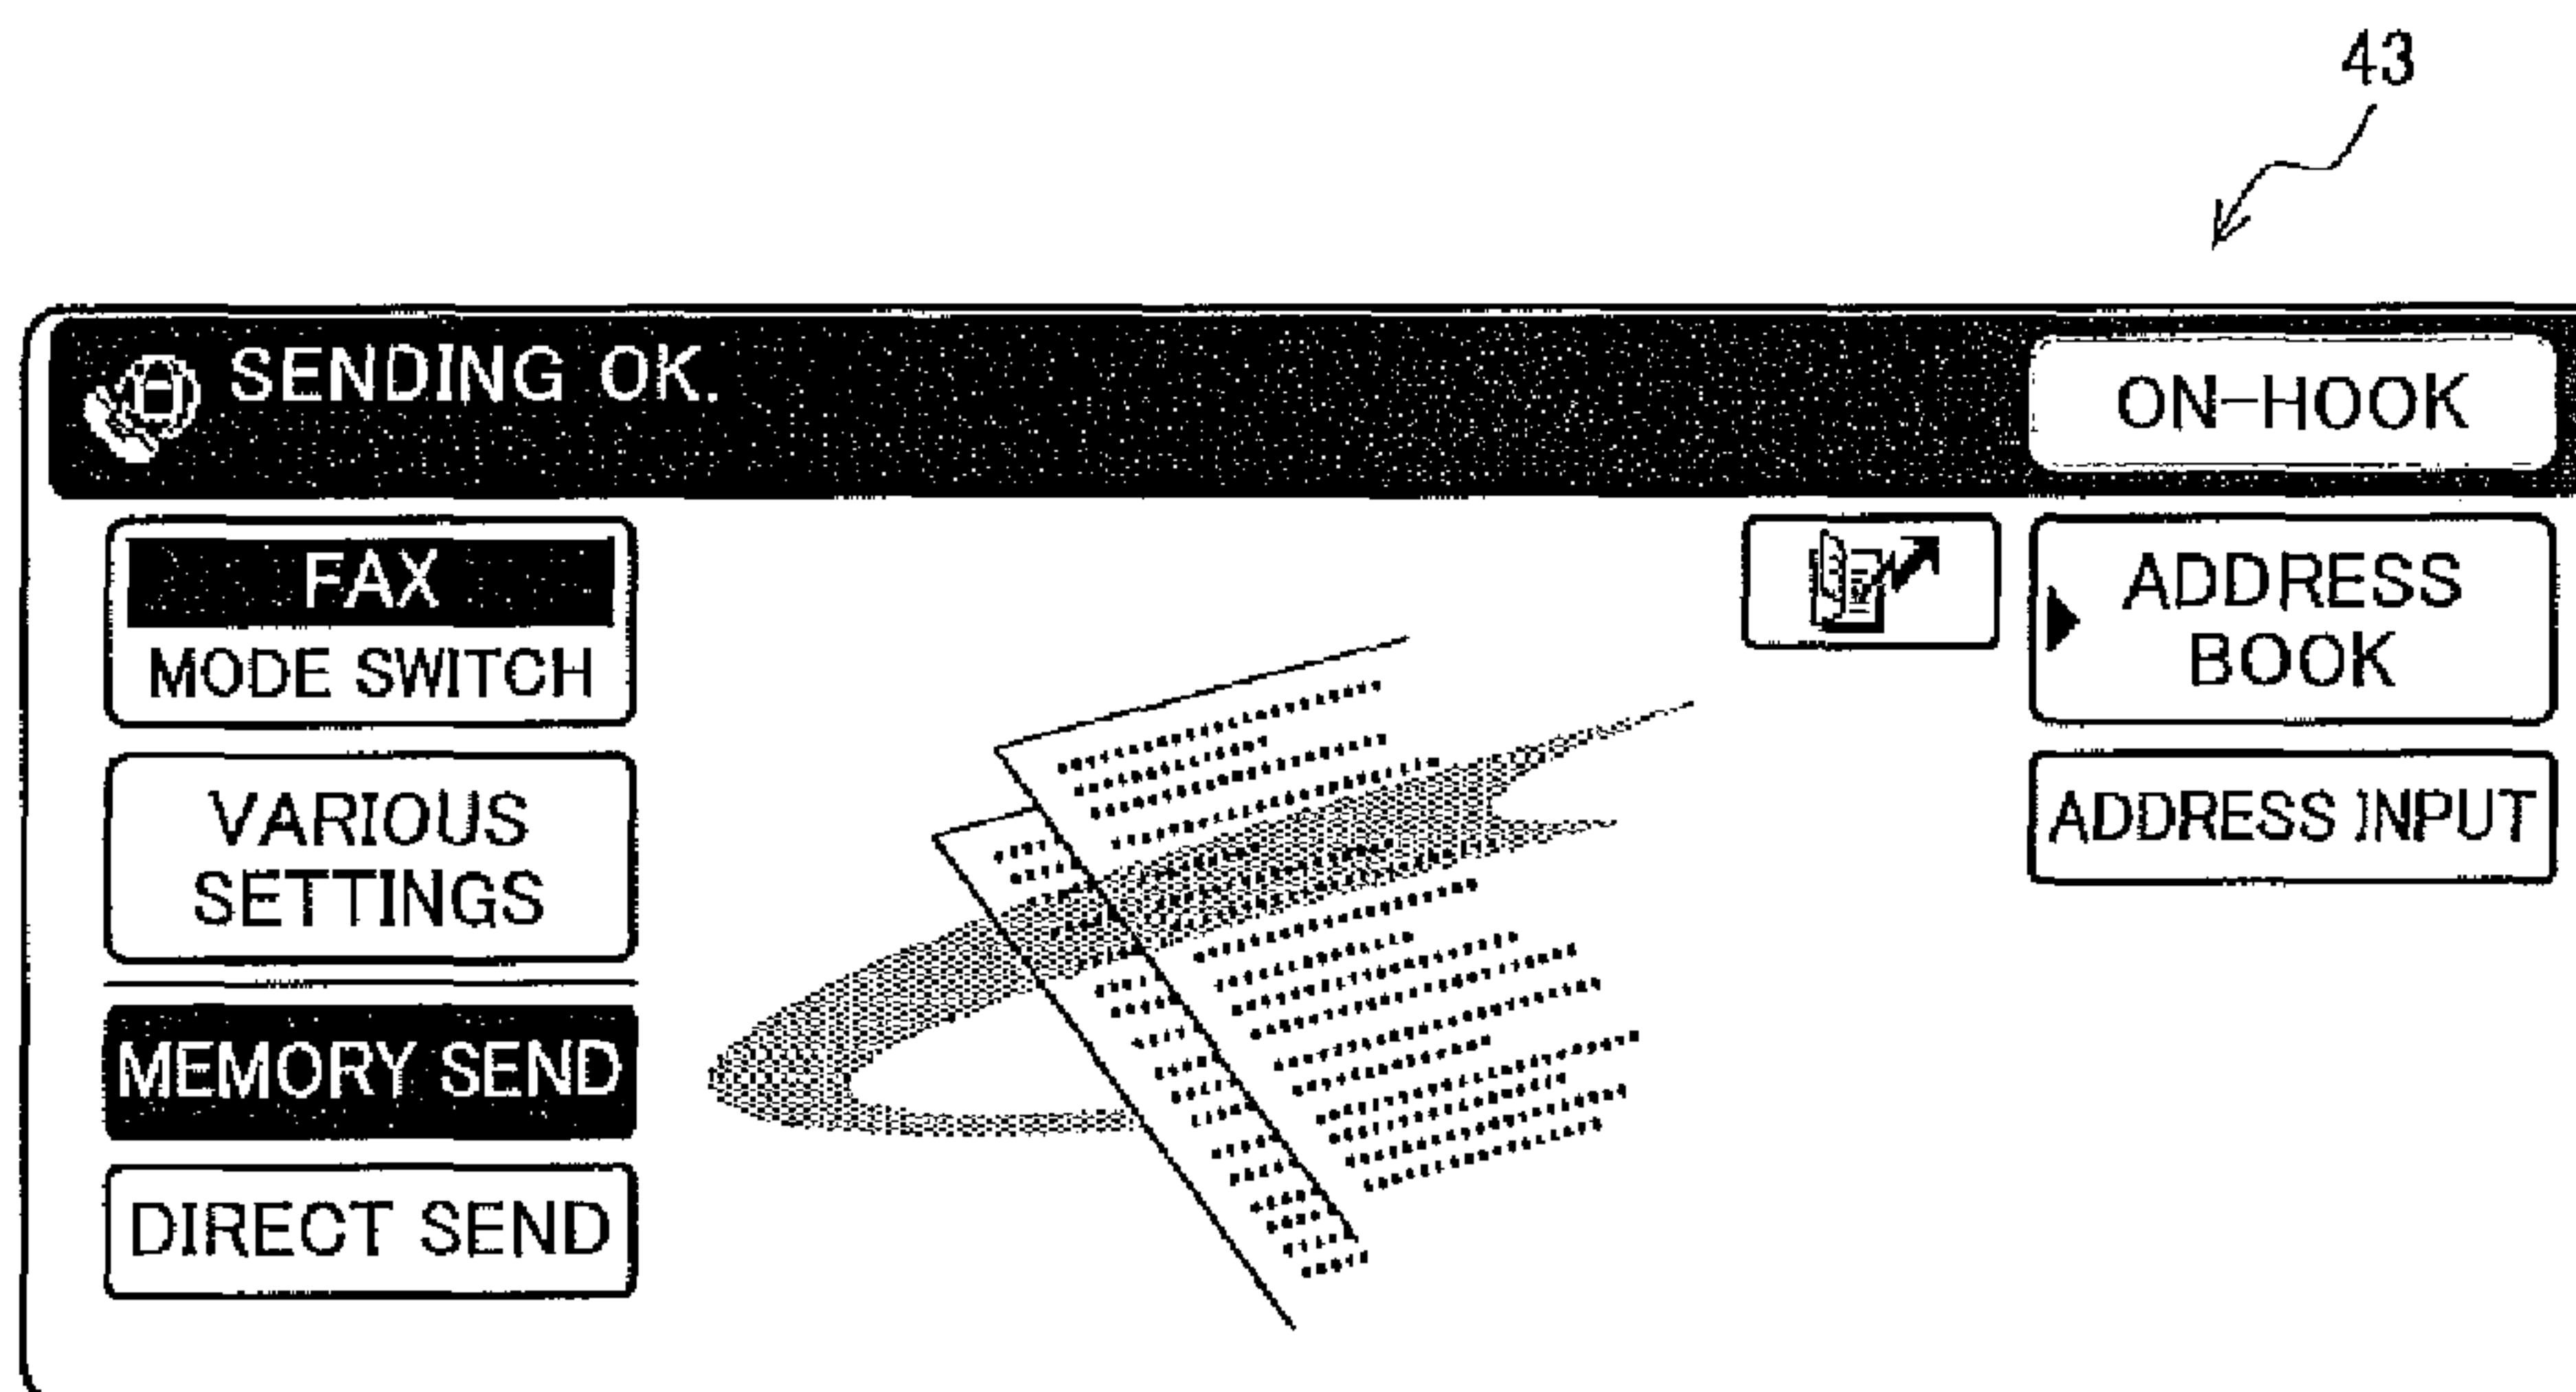 43
SENDING OK.
ON-HOOK
FAX
MODE SWITCH
ADDRESS
BOOK
VARIOUS
SETTINGS
ADDRESS INPUT
MEMORY SEND
DIRECT SEND